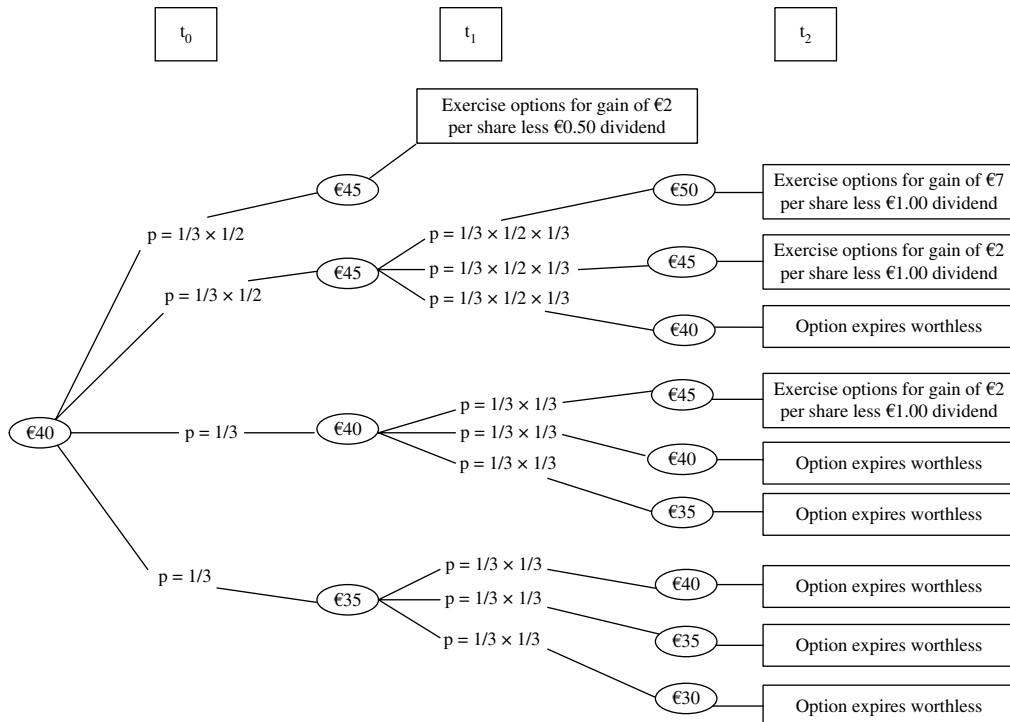 t0 t1 t2
Exercise options for gain of €2
per share less €0.50 dividend
€45
€50
Exercise options for gain of €7
per share less €1.00 dividend
p = 1/3 × 1/2
p = 1/3 × 1/2 × 1/3
€45
p = 1/3 × 1/2 × 1/3
€45
Exercise options for gain of €2
per share less €1.00 dividend
p = 1/3 × 1/2
p = 1/3 × 1/2 × 1/3
€40
Option expires worthless
€45
Exercise options for gain of €2
per share less €1.00 dividend
p = 1/3 × 1/3
€40
p = 1/3
€40
p = 1/3 × 1/3
€40
Option expires worthless
p = 1/3 × 1/3
€35
Option expires worthless
p = 1/3
p = 1/3 × 1/3
€40
Option expires worthless
€35
p = 1/3 × 1/3
€35
Option expires worthless
p = 1/3 × 1/3
€30
Option expires worthless